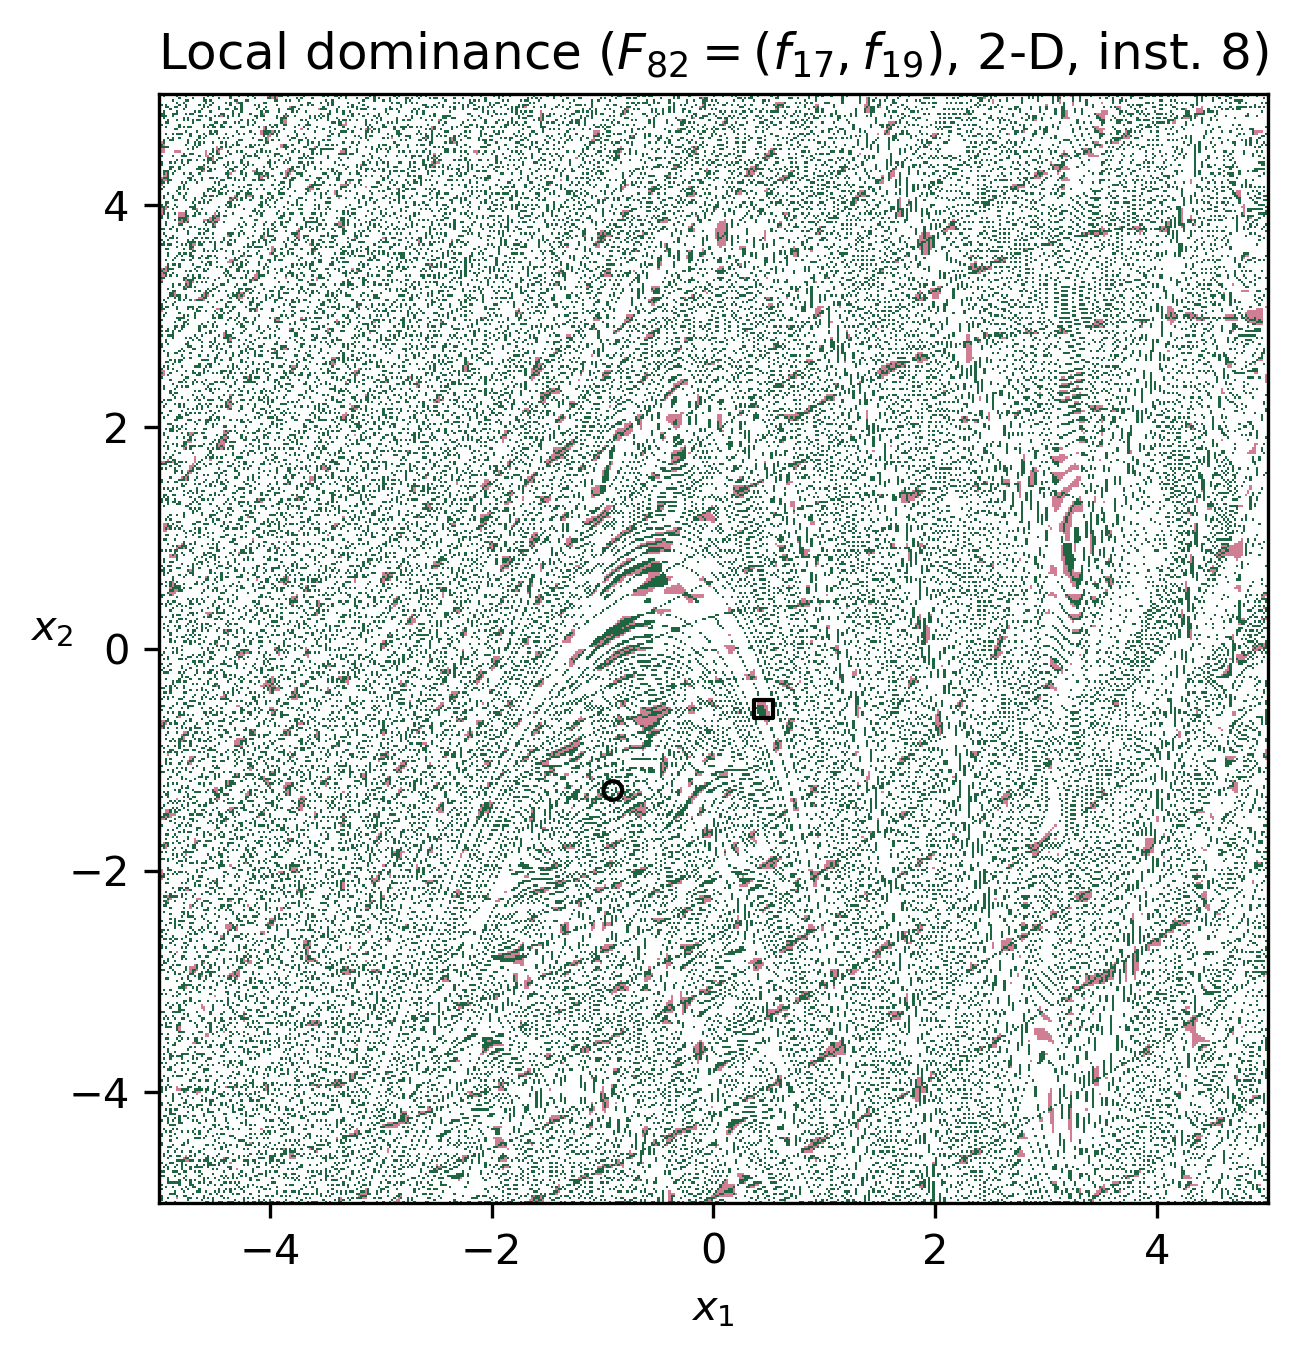 Local dominance (F₈₂ = (f₁₇, f₁₉), 2-D, inst. 8)
4
2
x₂
0
−2
−4
−4 −2 0 2 4
x₁